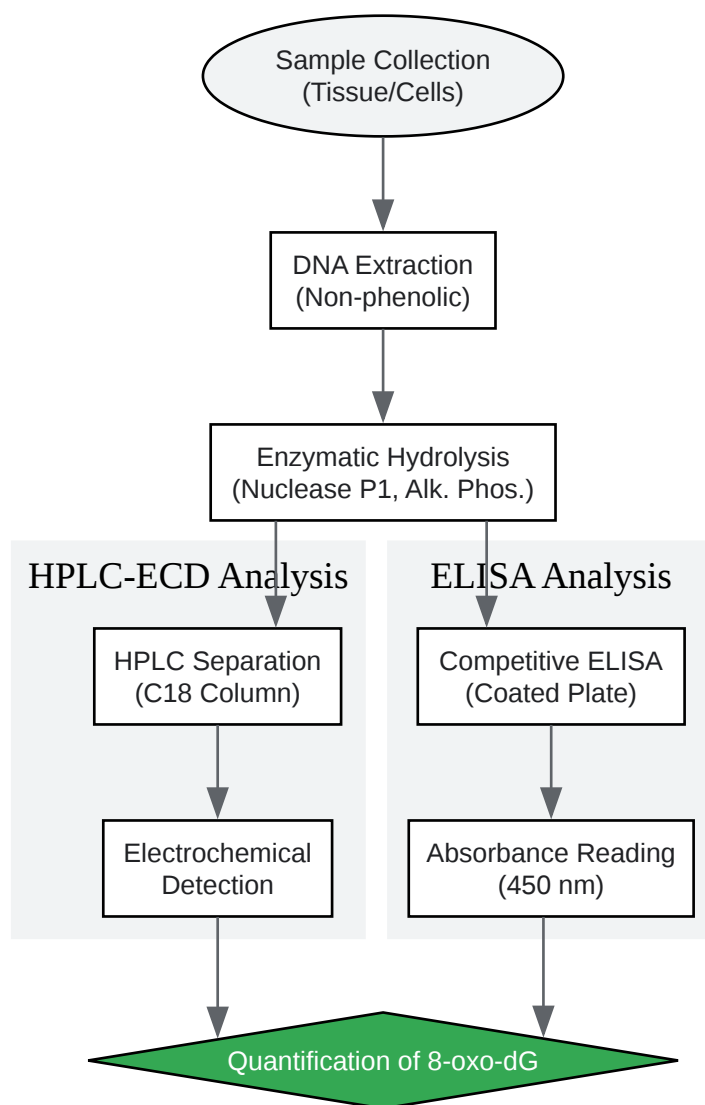 Sample Collection
(Tissue/Cells)
DNA Extraction
(Non-phenolic)
Enzymatic Hydrolysis
(Nuclease P1, Alk. Phos.)
HPLC-ECD Analysis
HPLC Separation
(C18 Column)
Electrochemical
Detection
ELISA Analysis
Competitive ELISA
(Coated Plate)
Absorbance Reading
(450 nm)
Quantification of 8-oxo-dG